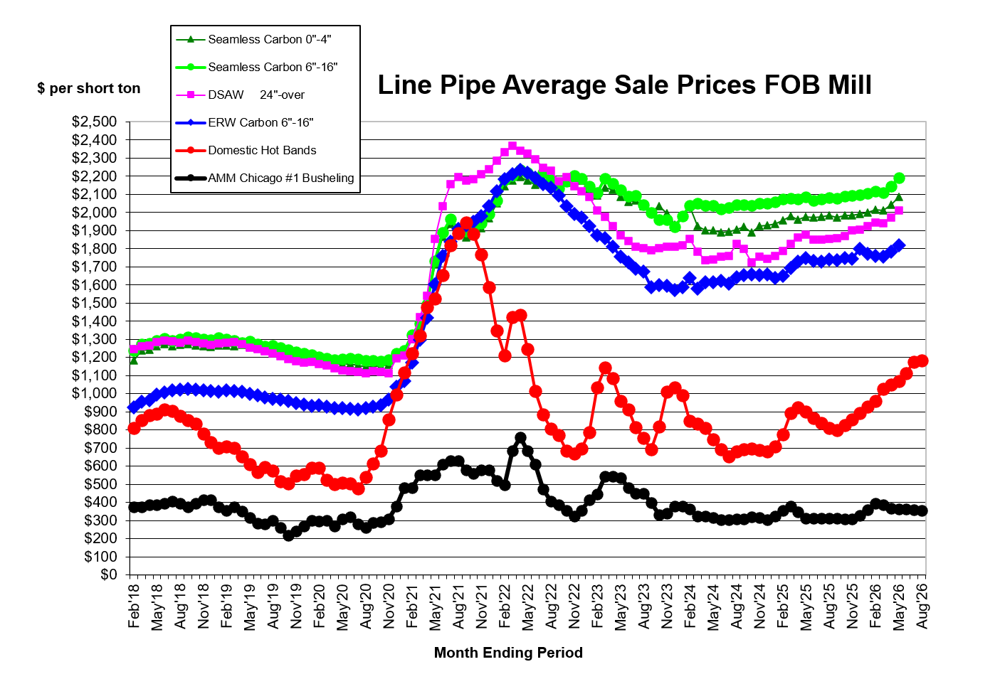 Seamless Carbon 0"-4"
Seamless Carbon 6"-16"
DSAW 24"-over
ERW Carbon 6"-16"
Domestic Hot Bands
AMM Chicago #1 Busheling
Line Pipe Average Sale Prices FOB Mill
$ per short ton
$2,500
$2,400
$2,300
$2,200
$2,100
$2,000
$1,900
$1,800
$1,700
$1,600
$1,500
$1,400
$1,300
$1,200
$1,100
$1,000
$900
$800
$700
$600
$500
$400
$300
$200
$100
$0
Feb'18
May'18
Aug'18
Nov'18
Feb'19
May'19
Aug'19
Nov'19
Feb'20
May'20
Aug'20
Nov'20
Feb'21
May'21
Aug'21
Nov'21
Feb'22
May'22
Aug'22
Nov'22
Feb'23
May'23
Aug'23
Nov'23
Feb'24
May'24
Aug'24
Nov'24
Feb'25
May'25
Aug'25
Nov'25
Feb'26
May'26
Aug'26
Month Ending Period